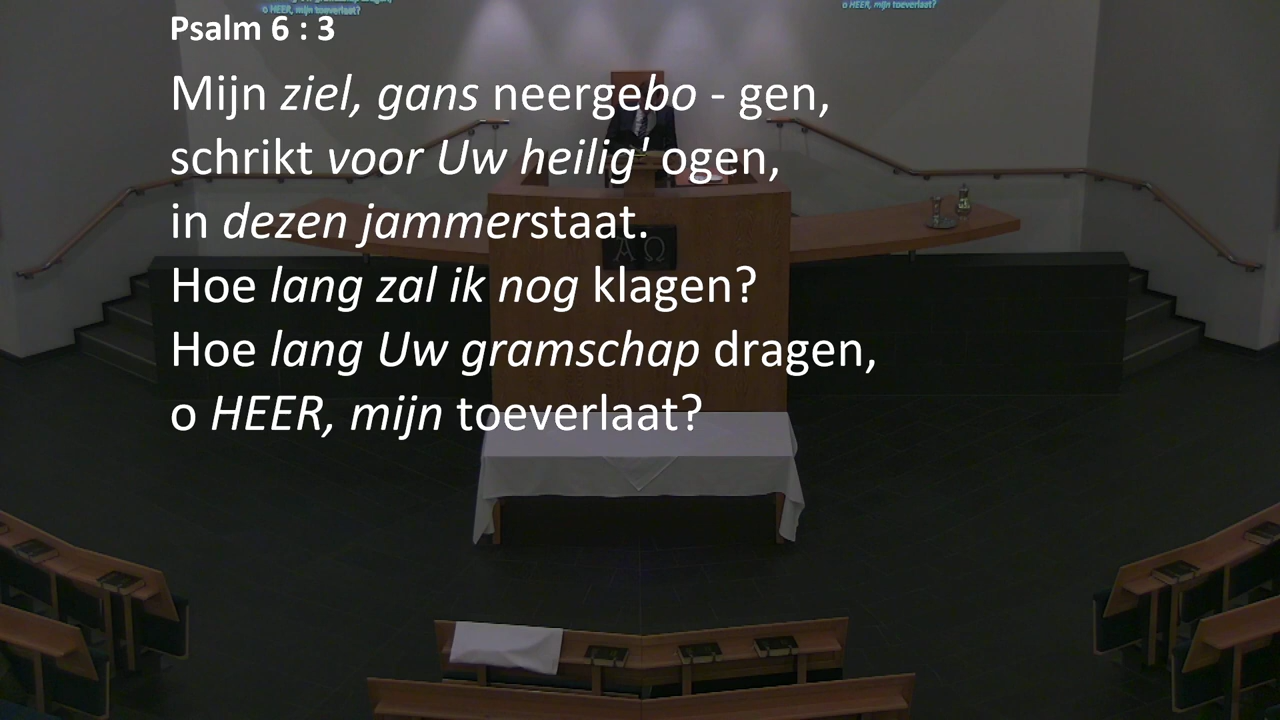 o HEER, mijn toeverlaat?
o HEER, mijn toeverlaat?
Psalm 6 : 3
Mijn ziel, gans neergebo - gen,
schrikt voor Uw heilig' ogen,
in dezen jammerstaat.
Hoe lang zal ik nog klagen?
Hoe lang Uw gramschap dragen,
o HEER, mijn toeverlaat?
Α Ω